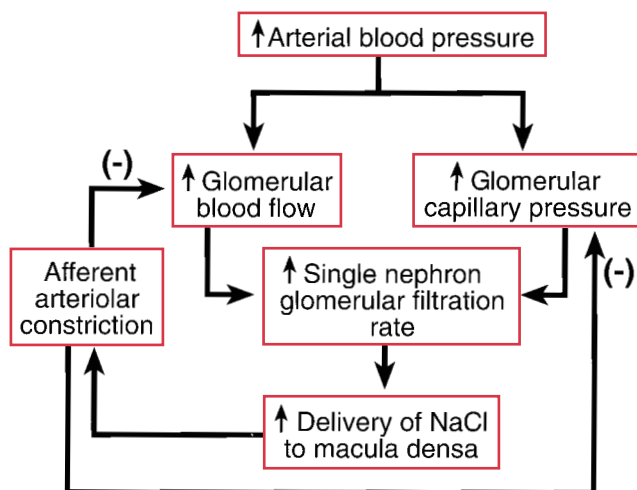 ↑ Arterial blood pressure
(-)
↑ Glomerular
blood flow
↑ Glomerular
capillary pressure
Afferent
arteriolar
constriction
↑ Single nephron
glomerular filtration
rate
(-)
↑ Delivery of NaCl
to macula densa